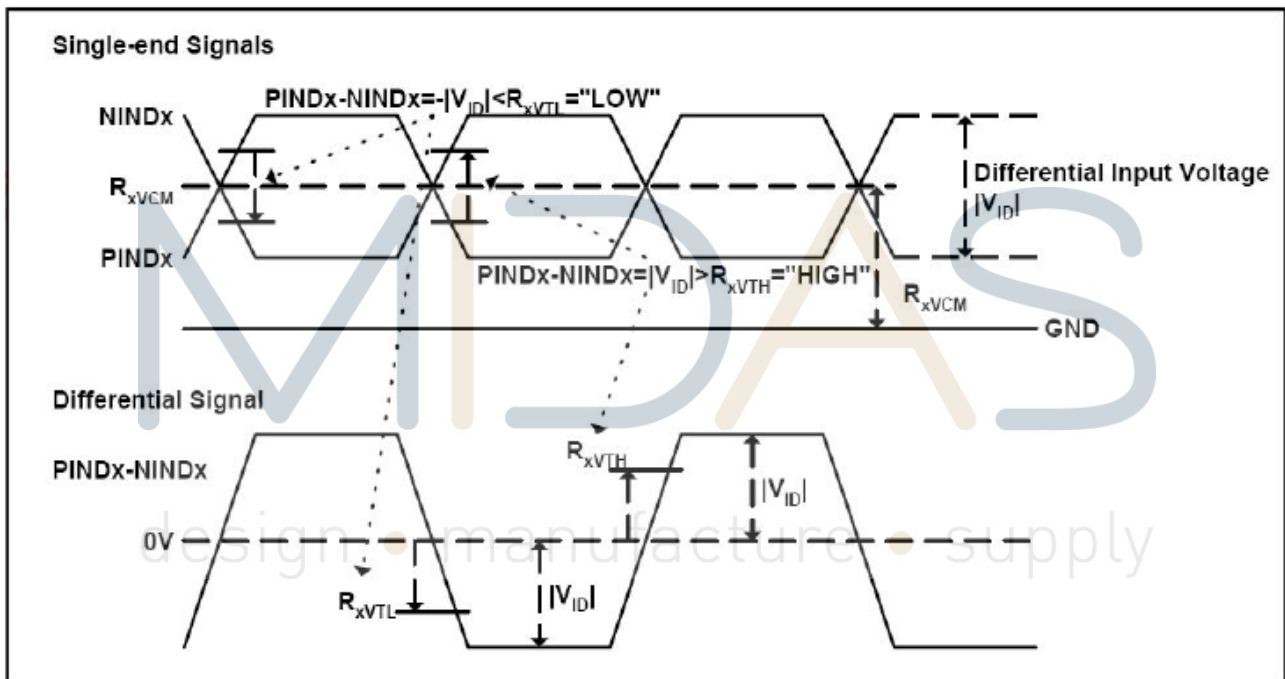 Single-end Signals
PINDx-NINDx=-|VID|<RxVTL="LOW"
NINDx
Differential Input Voltage
|VID|
RxVCM
PINDx
PINDx-NINDx=|VID|>RxVTH="HIGH"
RxVCM
GND
MIDAS
Differential Signal
RxVTH
PINDx-NINDx
|VID|
0V
design • manufacture • supply
RxVTL
|VID|